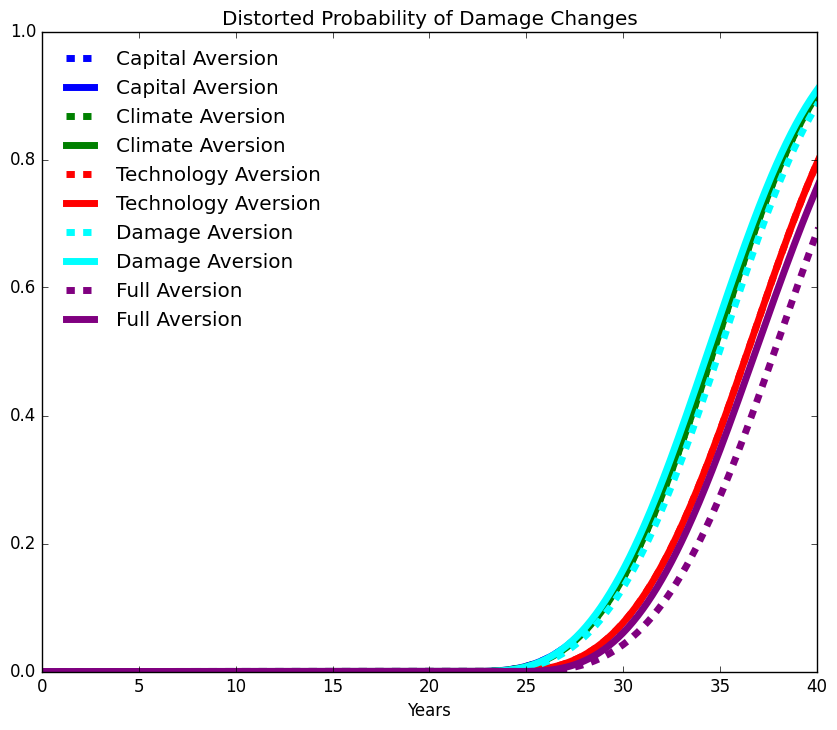 Distorted Probability of Damage Changes
1.0
0.8
0.6
0.4
0.2
0.0
Capital Aversion
Capital Aversion
Climate Aversion
Climate Aversion
Technology Aversion
Technology Aversion
Damage Aversion
Damage Aversion
Full Aversion
Full Aversion
0 5 10 15 20 25 30 35 40
Years